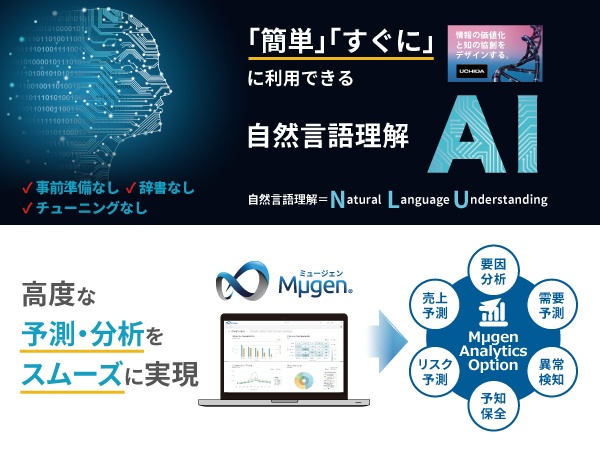 「簡単」「すぐに」
に利用できる
情報の価値化
と知の協創を
デザインする。
UCHIDA
自然言語理解 AI
✓事前準備なし ✓辞書なし
✓チューニングなし
自然言語理解＝Natural Language Understanding
高度な
予測・分析を
スムーズに実現
ミュージェン
Mµgen®
要因
分析
売上
予測
需要
予測
Mµgen
Analytics
Option
リスク
予測
異常
検知
予知
保全